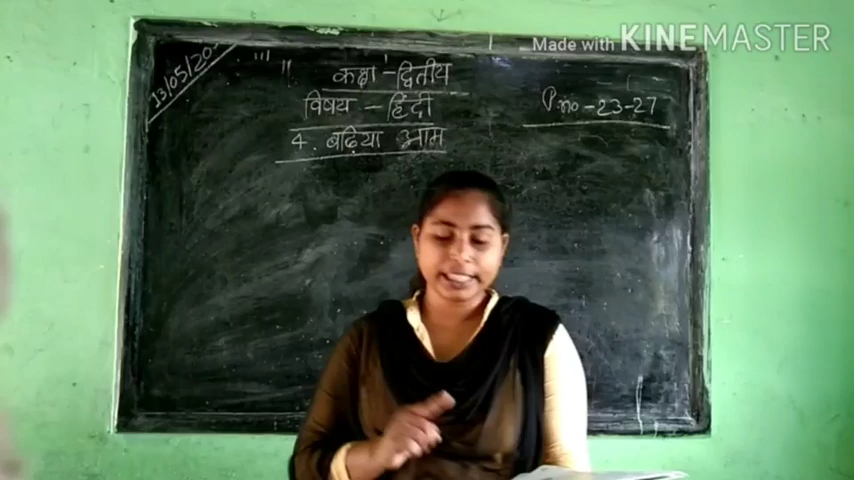 Made with KINEMASTER
13/05/20
कक्षा - द्वितीय
विषय - हिंदी
P.no - 23-27
4. बढ़िया आम